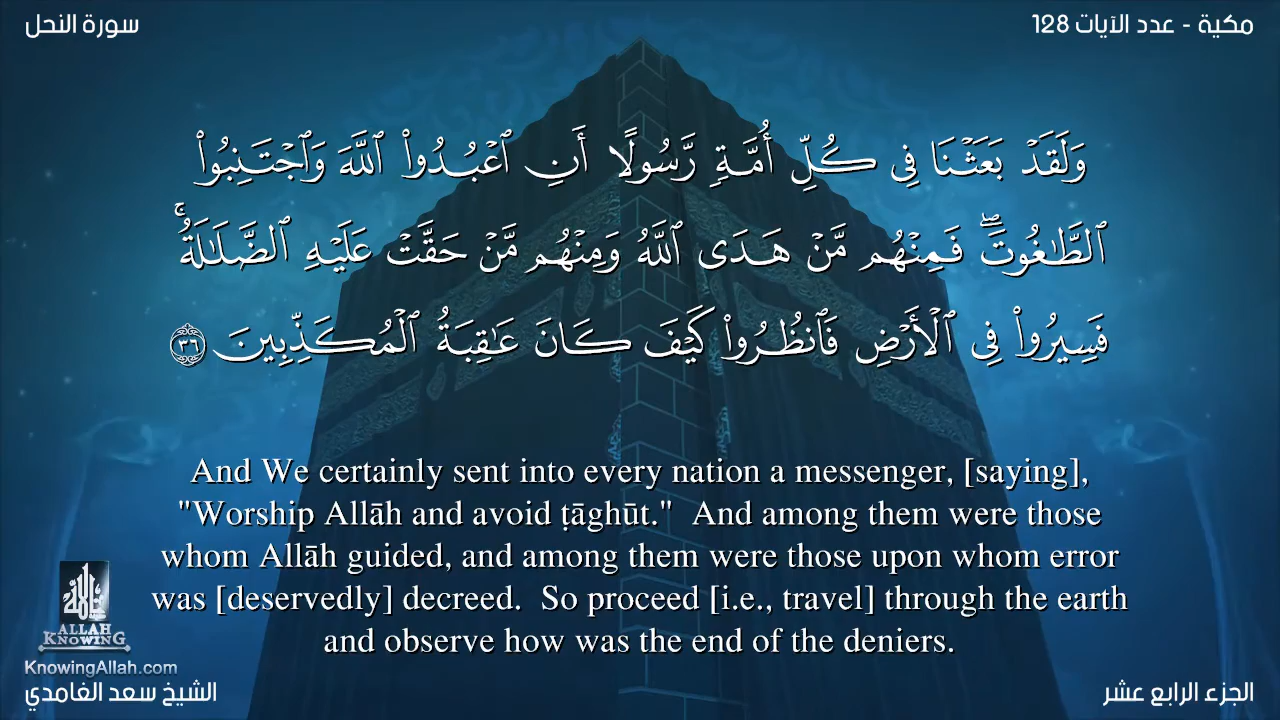 سورة النحل
مكية - عدد الآيات 128
وَلَقَدْ بَعَثْنَا فِى كُلِّ أُمَّةٍۢ رَّسُولًا أَنِ ٱعْبُدُوا۟ ٱللَّهَ وَٱجْتَنِبُوا۟
ٱلطَّـٰغُوتَ ۖ فَمِنْهُم مَّنْ هَدَى ٱللَّهُ وَمِنْهُم مَّنْ حَقَّتْ عَلَيْهِ ٱلضَّلَـٰلَةُ ۚ
فَسِيرُوا۟ فِى ٱلْأَرْضِ فَٱنظُرُوا۟ كَيْفَ كَانَ عَـٰقِبَةُ ٱلْمُكَذِّبِينَ ٣٦
And We certainly sent into every nation a messenger, [saying],
"Worship Allāh and avoid ṭāghūt."  And among them were those
whom Allāh guided, and among them were those upon whom error
was [deservedly] decreed.  So proceed [i.e., travel] through the earth
and observe how was the end of the deniers.
ALLAH
KNOWING
KnowingAllah.com
الشيخ سعد الغامدي
الجزء الرابع عشر